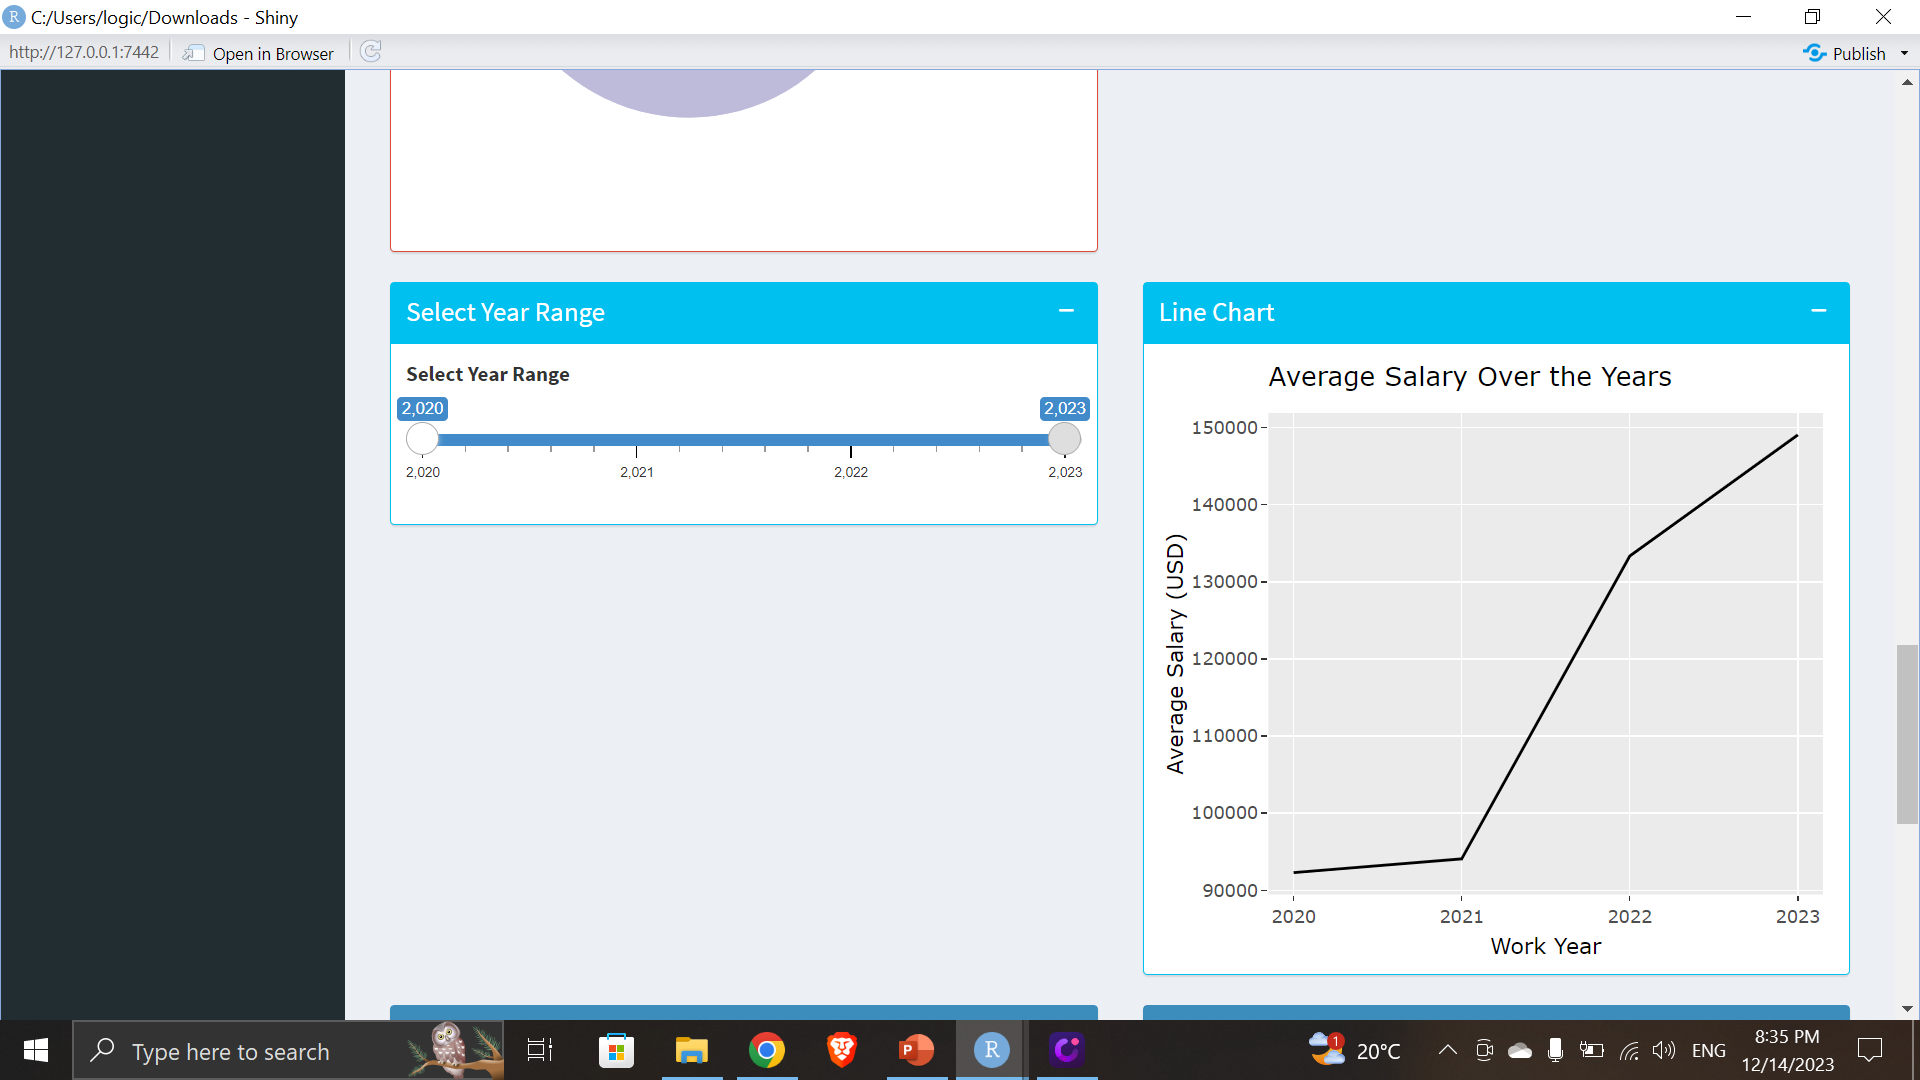 R C:/Users/logic/Downloads - Shiny
http://127.0.0.1:7442 Open in Browser Publish
Select Year Range
Select Year Range
2,020 2,023
2,020 2,021 2,022 2,023
Line Chart
Average Salary Over the Years
Average Salary (USD)
150000
140000
130000
120000
110000
100000
90000
2020 2021 2022 2023
Work Year
Type here to search
P
R
1
20°C
ENG
8:35 PM
12/14/2023